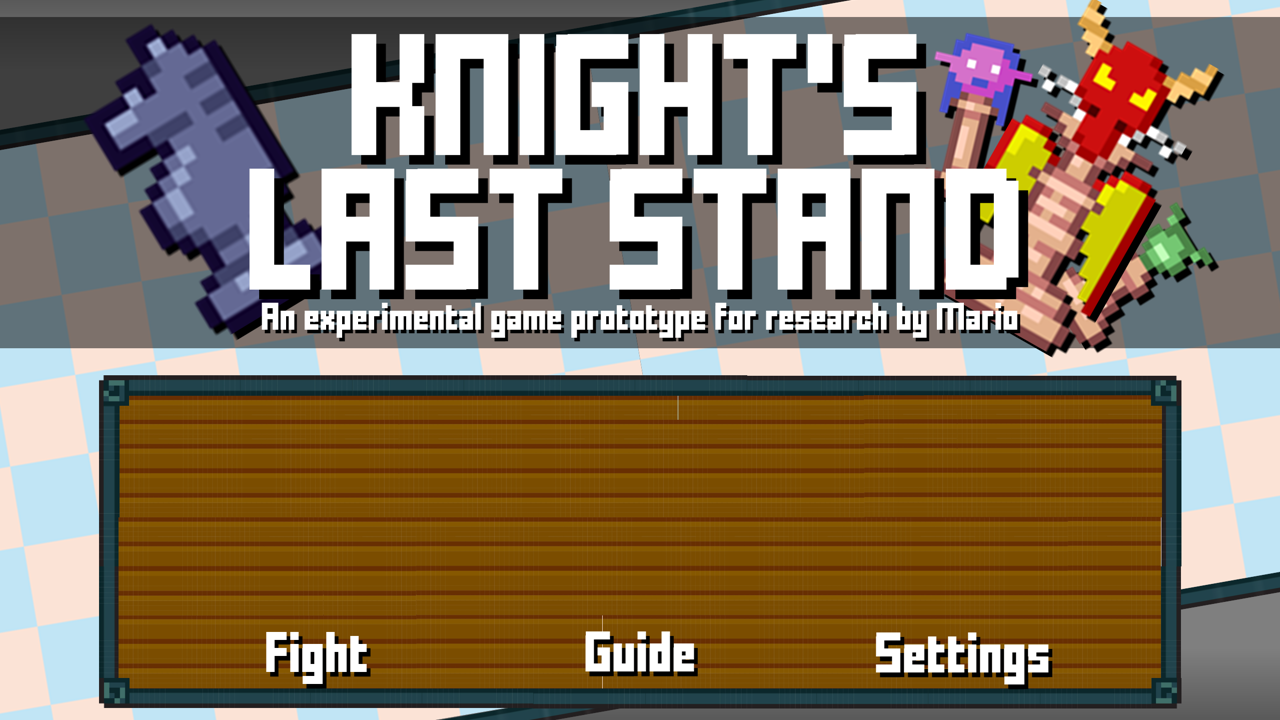 KNIGHT'S
LAST STAND
An experimental game prototype for research by Mario
Fight Guide Settings